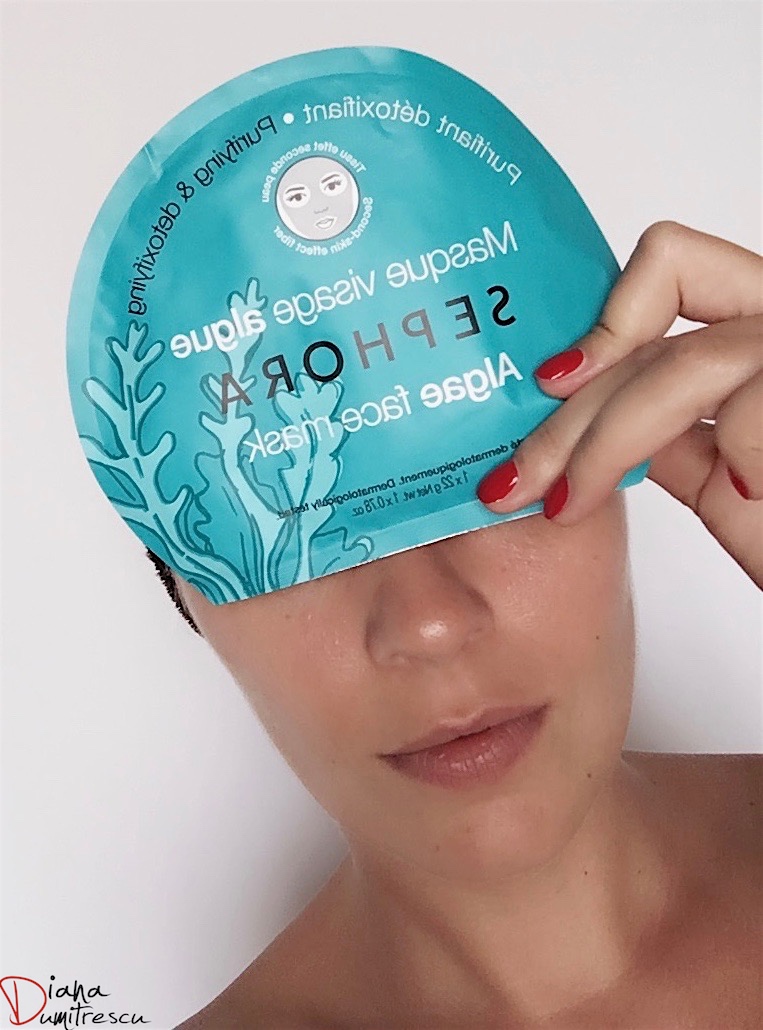 Purifiant détoxifiant • Purifying & detoxifying
Tissu effet seconde peau
Second-skin effect fiber
Masque visage algue
SEPHORA
Algae face mask
dermatologiquement. Dermatologically tested.
1 x 22 g Net wt. 1 x 0.78 oz.
Diana
Dumitrescu